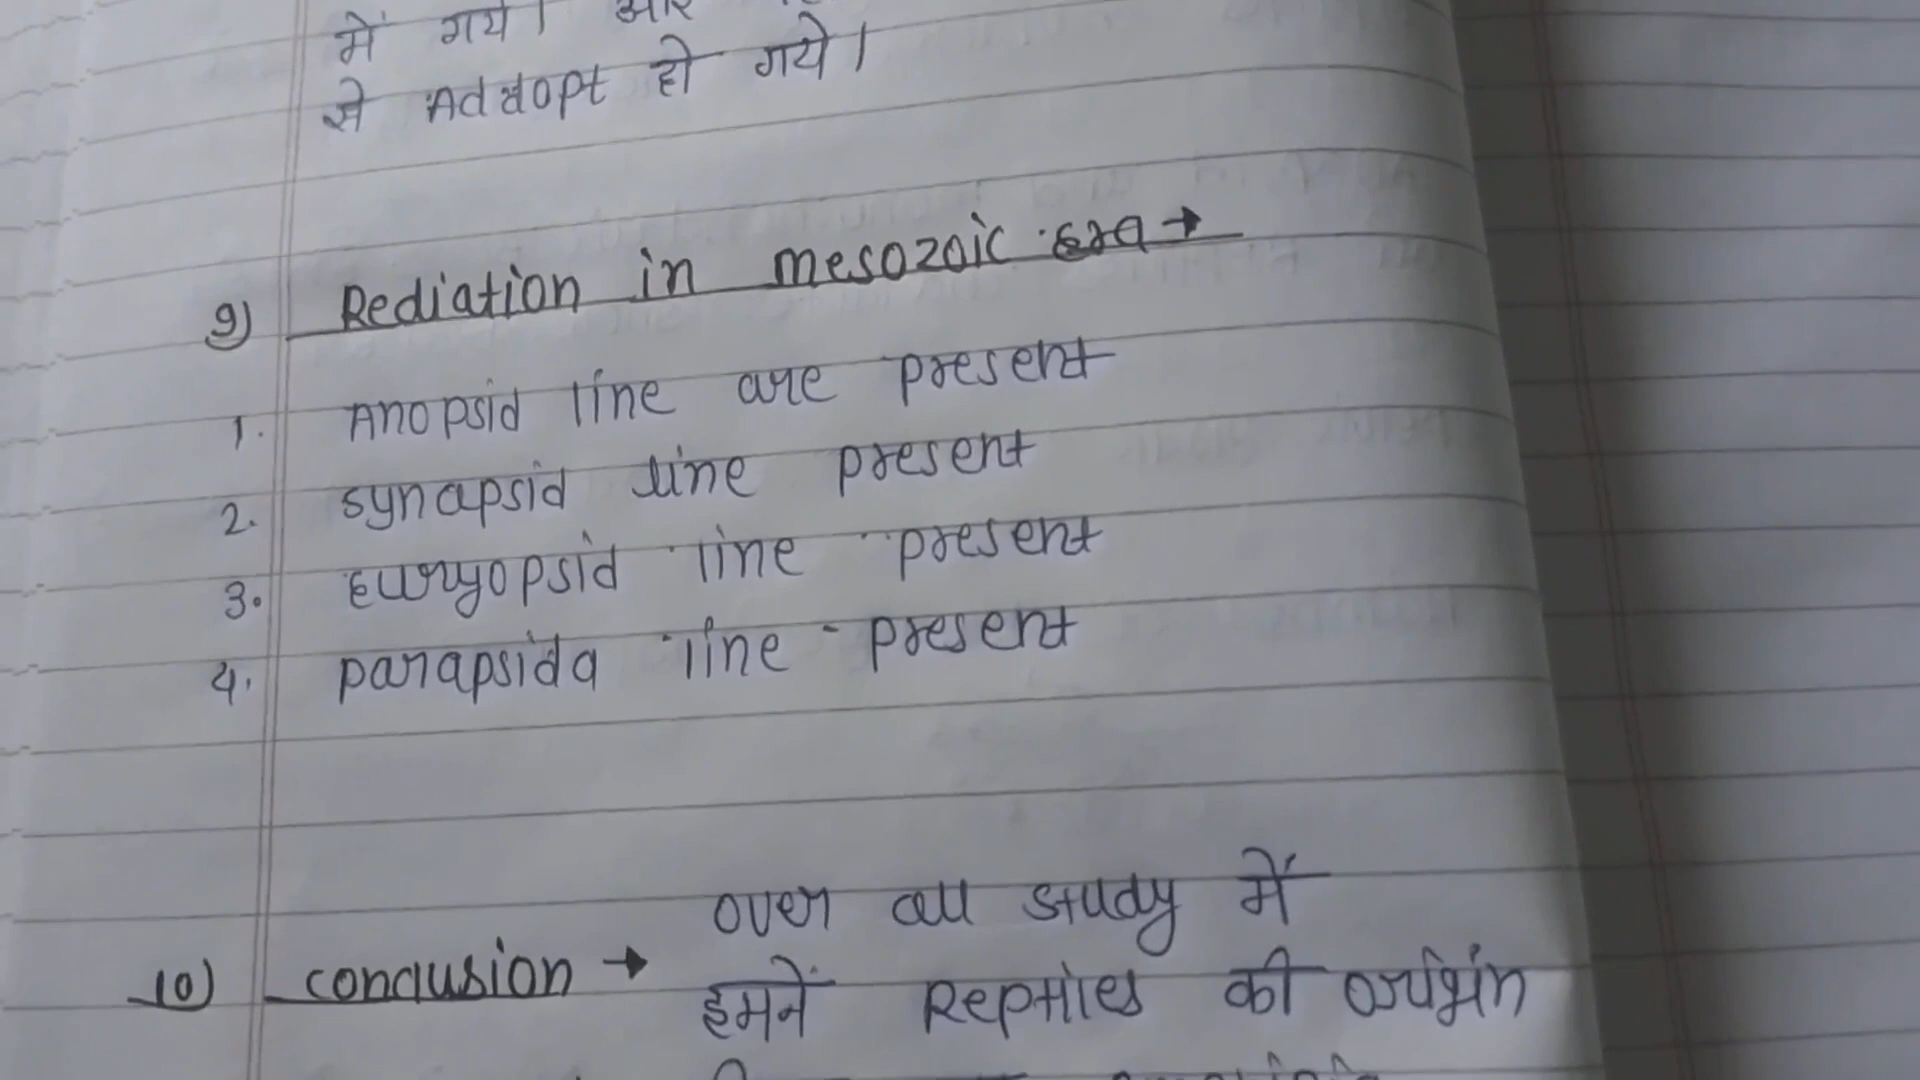 में गये। और
से Addopt हो गये।
9) Rediation in mesozoic era →
1. Anopsid line are present
2. synapsid line present
3. Euryopsid line present
4. parapsida line - present
over all study में
10) conclusion →
हमनें Reptiles की origin